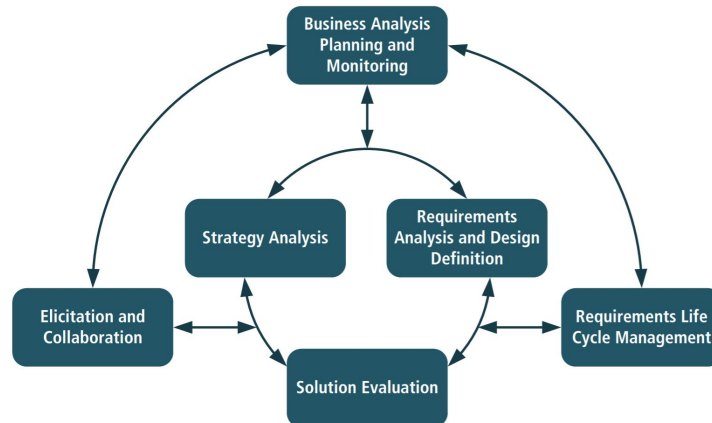 Business Analysis
Planning and
Monitoring
Strategy Analysis
Requirements
Analysis and Design
Definition
Elicitation and
Collaboration
Requirements Life
Cycle Management
Solution Evaluation